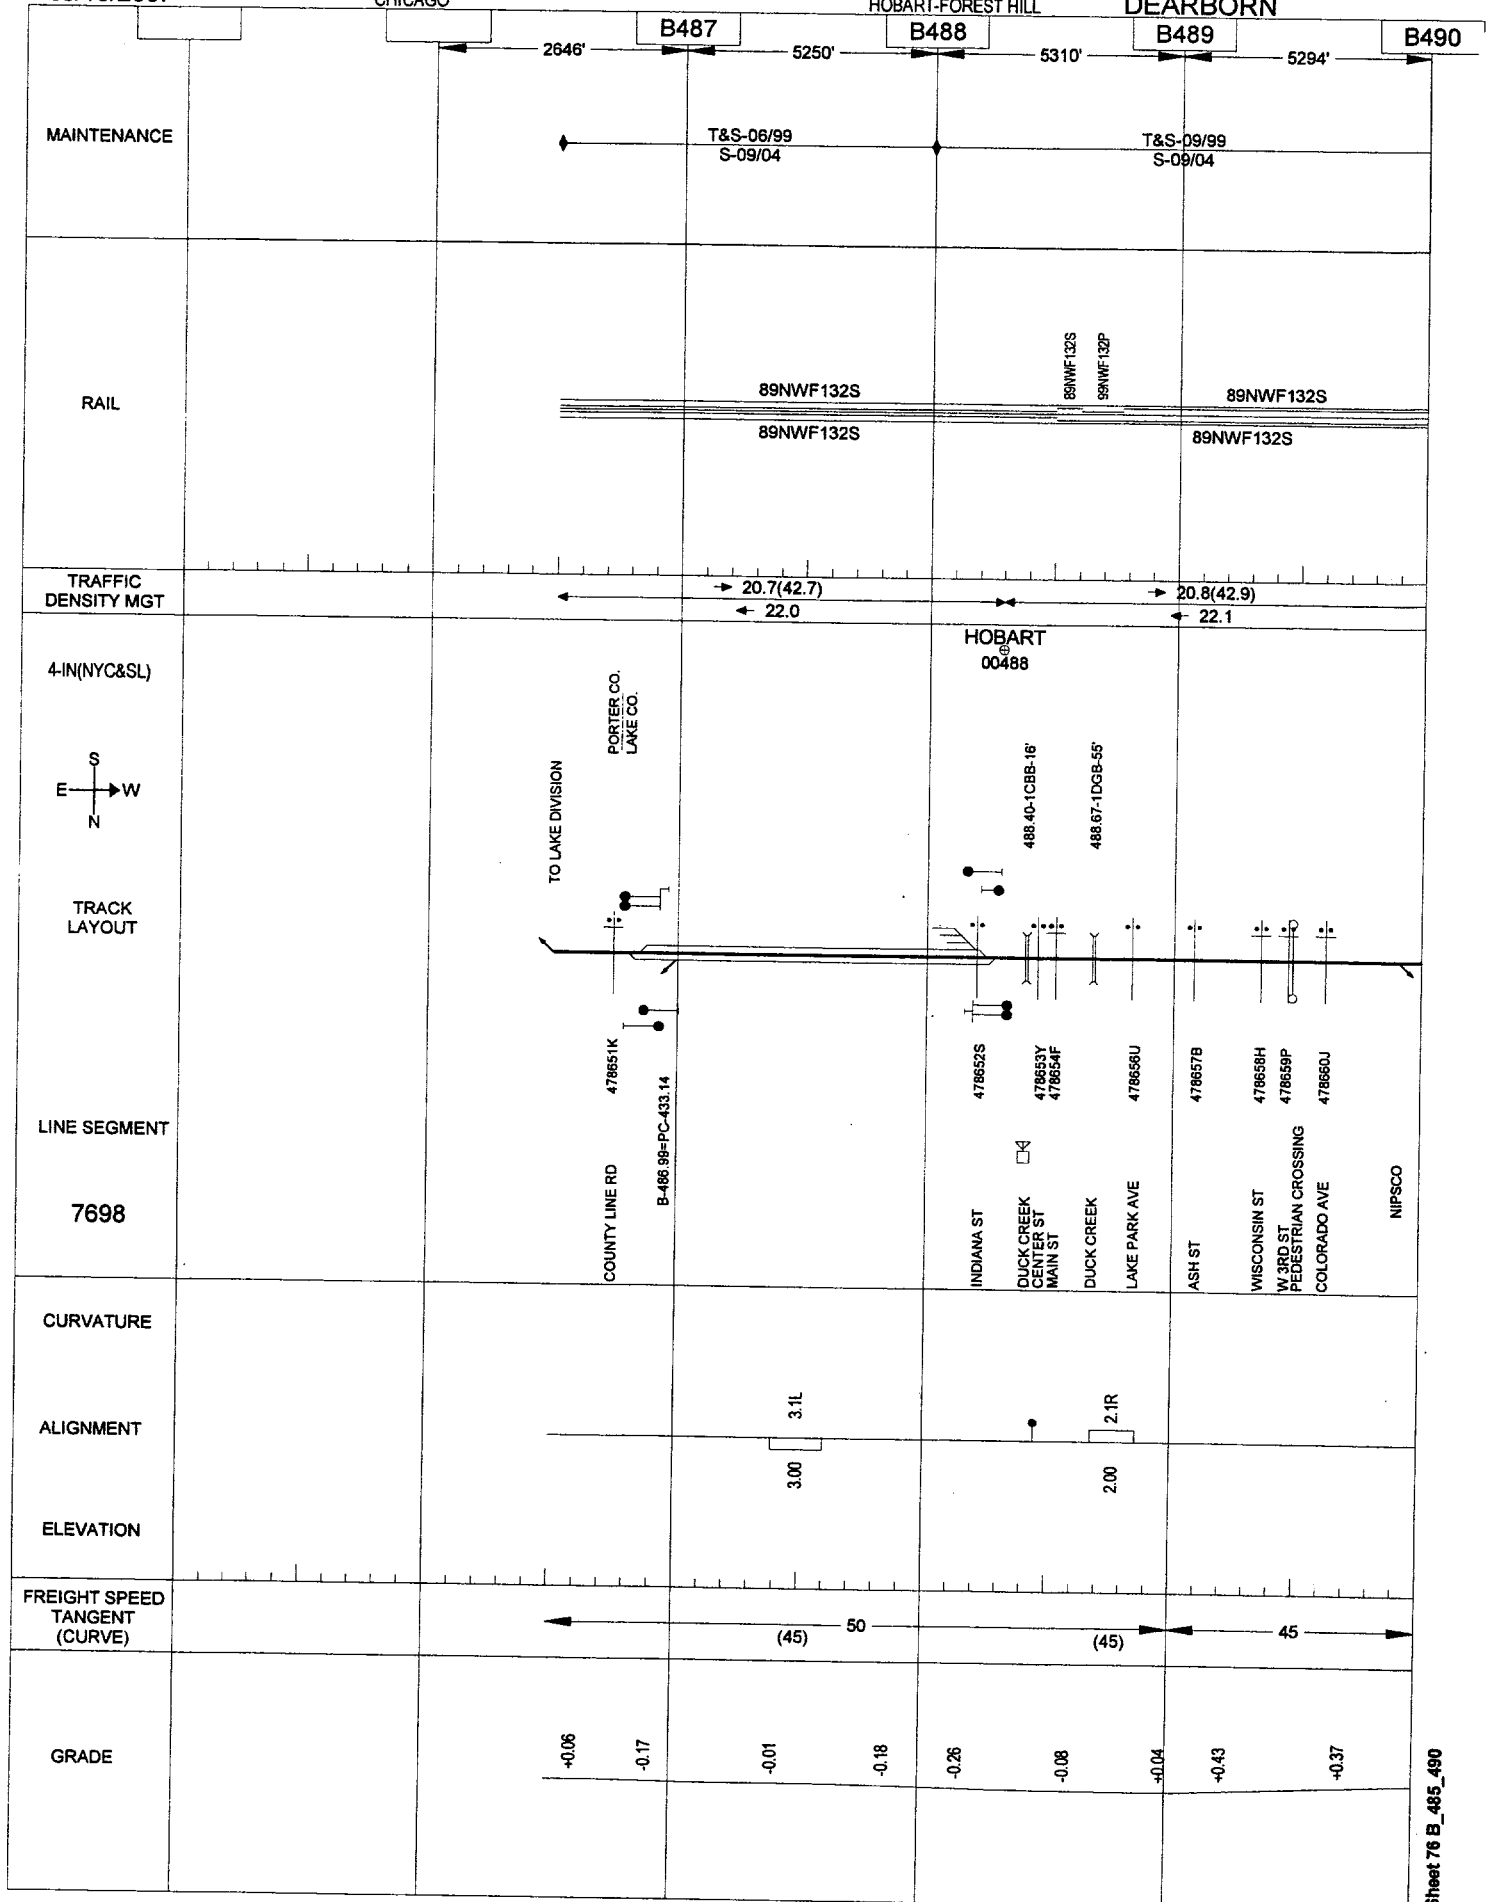 CHICAGO
HOBART-FOREST HILL
DEARBORN
B487
B488
B489
B490
2646'
5250'
5310'
5294'
MAINTENANCE
T&S-06/99
S-09/04
T&S-09/99
S-09/04
RAIL
89NWF132S
89NWF132S
89NWF132S
99NWF132P
89NWF132S
89NWF132S
TRAFFIC
DENSITY MGT
20.7(42.7)
22.0
20.8(42.9)
22.1
4-IN(NYC&SL)
HOBART
00488
PORTER CO.
LAKE CO.
S
E W
N
TO LAKE DIVISION
488.40-1CBB-16'
488.67-1DGB-55'
TRACK
LAYOUT
478651K
B-486.99=PC-433.14
478652S
478653Y
478654F
478656U
478657B
478658H
478659P
478660J
LINE SEGMENT
7698
COUNTY LINE RD
INDIANA ST
DUCK CREEK
CENTER ST
MAIN ST
DUCK CREEK
LAKE PARK AVE
ASH ST
WISCONSIN ST
W 3RD ST
PEDESTRIAN CROSSING
COLORADO AVE
NIPSCO
CURVATURE
ALIGNMENT
3.1L
3.00
2.1R
2.00
ELEVATION
FREIGHT SPEED
TANGENT
(CURVE)
50
(45)
(45)
45
GRADE
+0.06
-0.17
-0.01
-0.18
-0.26
-0.08
+0.04
+0.43
+0.37
Sheet 76 B_485_490